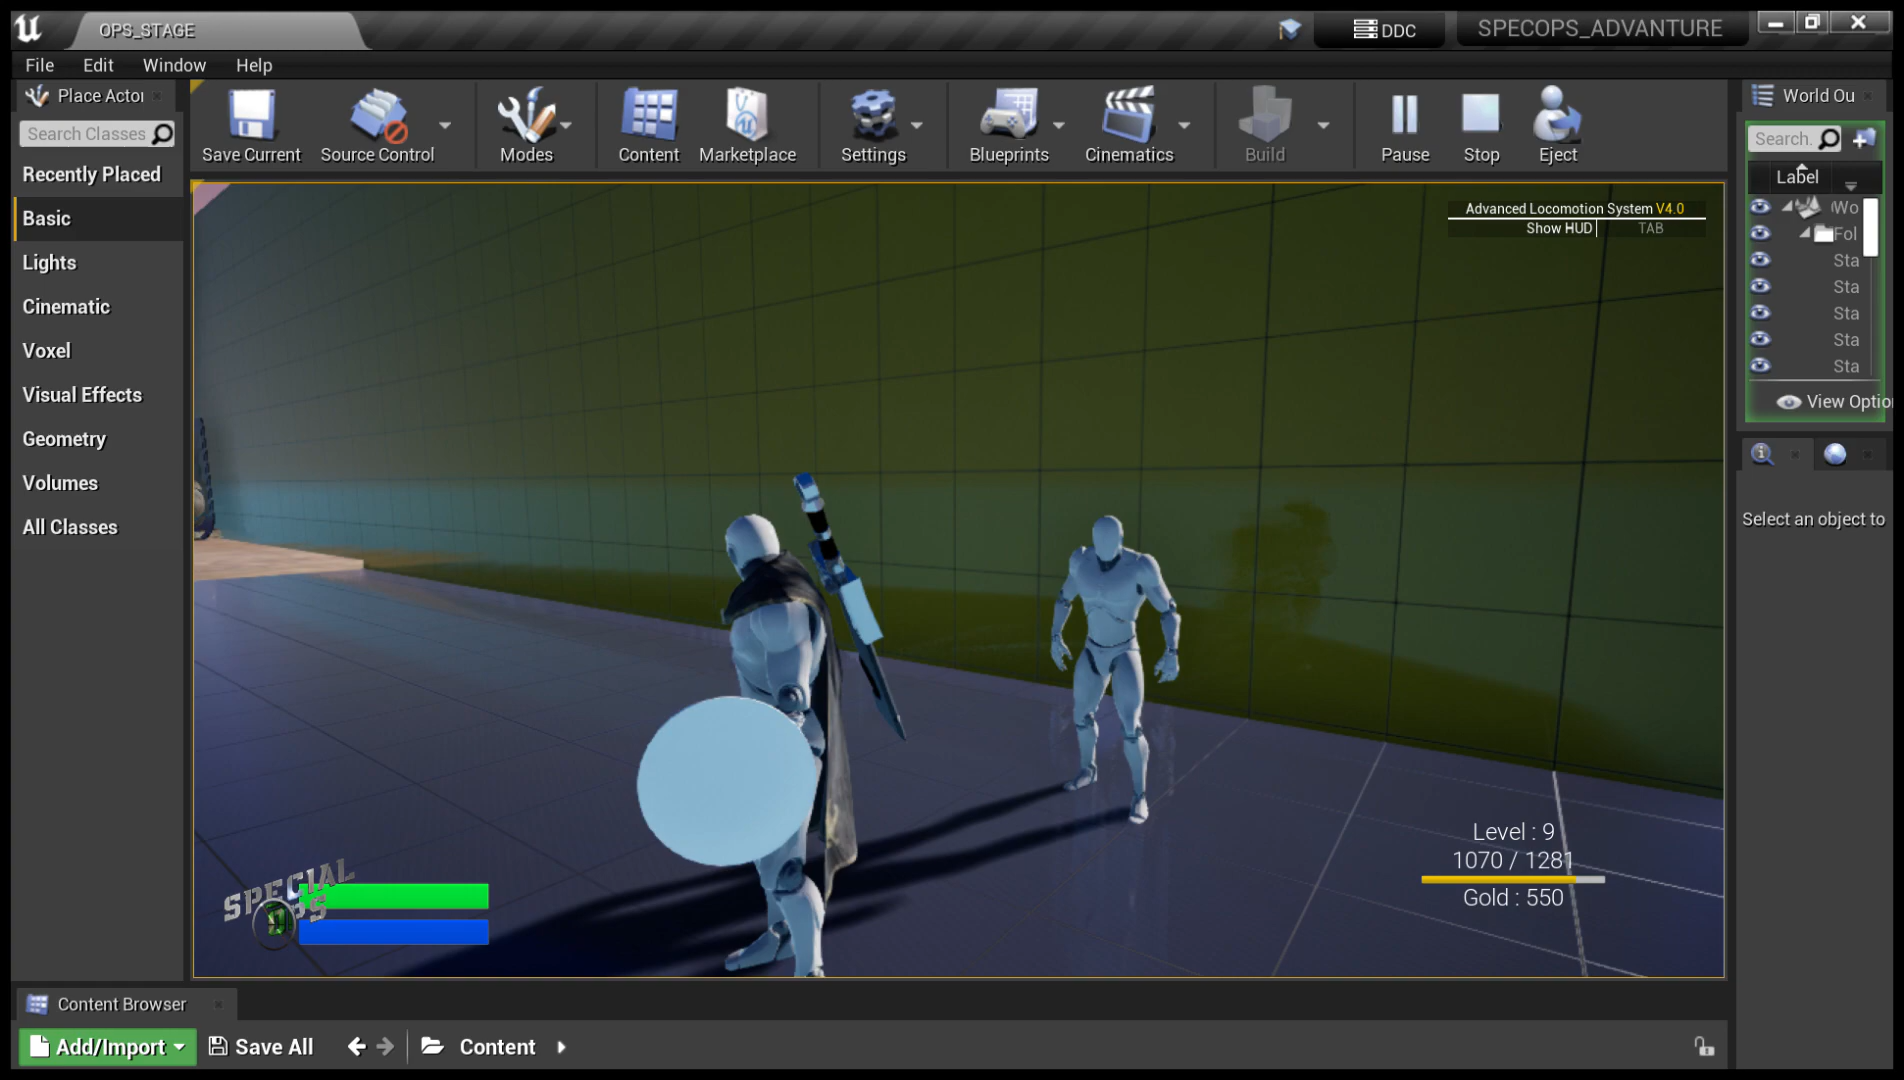 OPS_STAGE
DDC
SPECOPS_ADVANTURE
File Edit Window Help
Place Actor
Search Classes
Recently Placed
Basic
Lights
Cinematic
Voxel
Visual Effects
Geometry
Volumes
All Classes
Save Current
Source Control
Modes
Content
Marketplace
Settings
Blueprints
Cinematics
Build
Pause
Stop
Eject
Advanced Locomotion System V4.0
Show HUD TAB
SPECIAL
OPS
Level : 9
1070 / 1281
Gold : 550
World Ou
Search.
Label
Wo
Fol
Sta
Sta
Sta
Sta
Sta
View Optio
Select an object to
Content Browser
Add/Import Save All Content